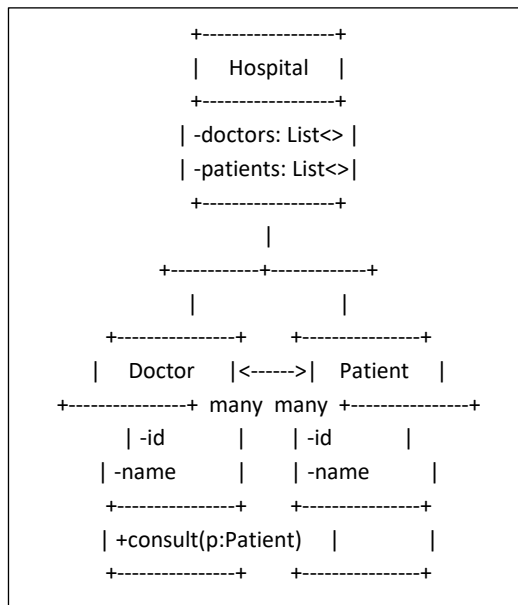 +------------------+
| Hospital |
+------------------+
| -doctors: List<> |
| -patients: List<>|
+------------------+
|
+------------+-------------+
| |
+----------------+ +----------------+
| Doctor |<------>| Patient |
+----------------+ many many +----------------+
| -id | | -id |
| -name | | -name |
+----------------+ +----------------+
| +consult(p:Patient) | |
+----------------+ +----------------+